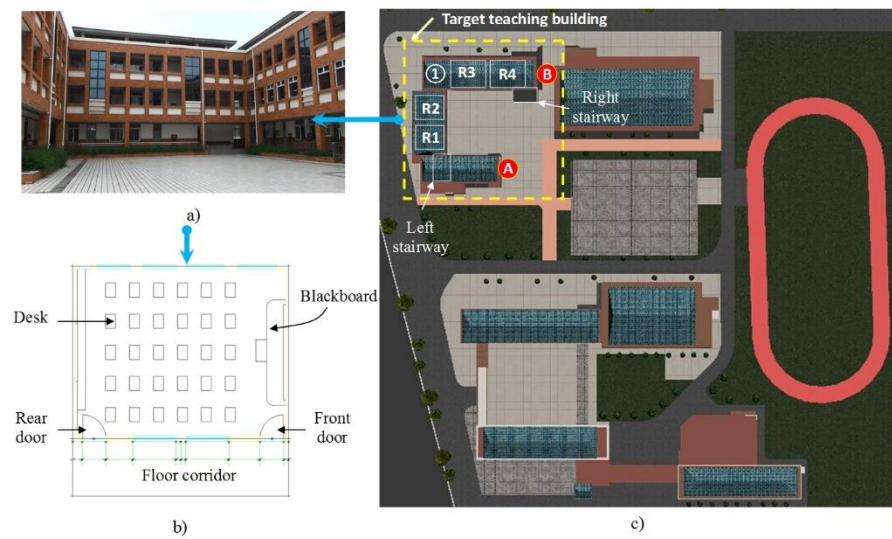 Target teaching building
① R3 R4 B
R2
R1
A
Right
stairway
Left
stairway
a)
Desk
Blackboard
Rear
door
Front
door
Floor corridor
b)
c)